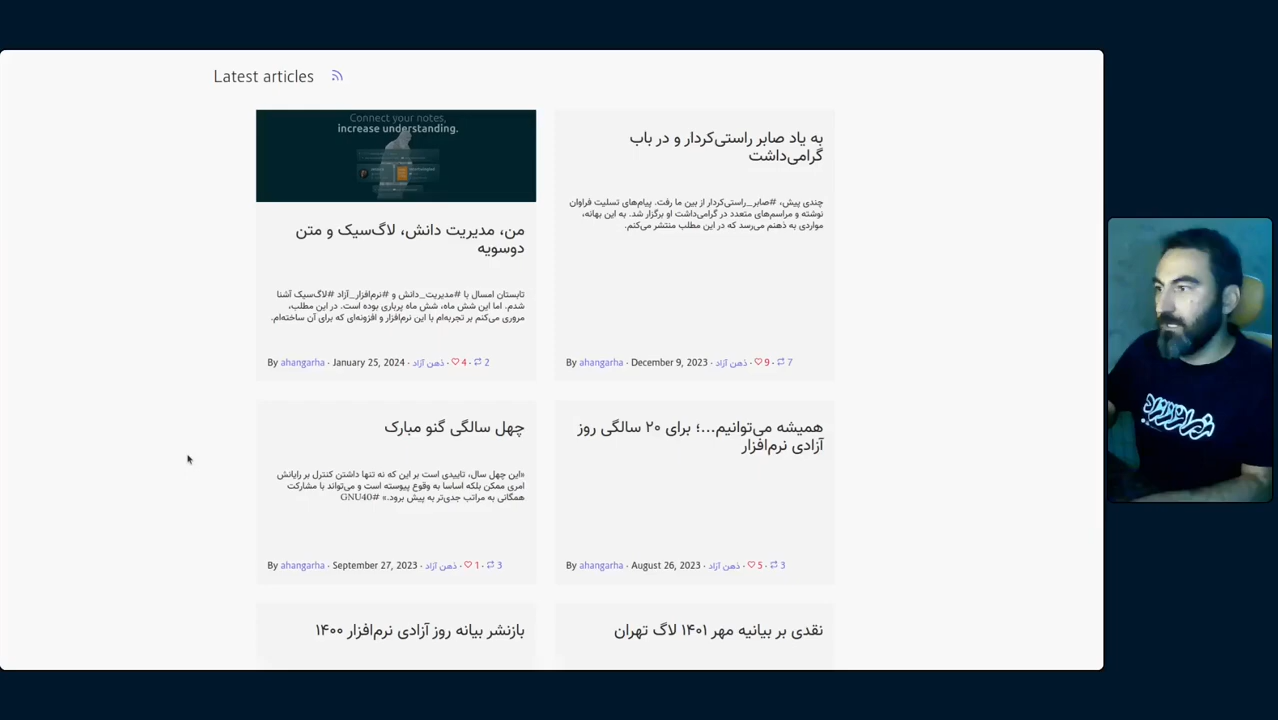 Latest articles
Connect your notes,
increase understanding.
من، مدیریت دانش، لاگ‌سیک و متن
دوسویه
تابستان امسال با #مدیریت_دانش و #نرم‌افزار_آزاد #لاگ‌سیک آشنا
شدم. اما این شش ماه، شش ماه پرباری بوده است. در این مطلب،
مروری می‌کنم بر تجربه‌ام با این نرم‌افزار و افزونه‌ای که برای آن ساخته‌ام.
By ahangarha · January 25, 2024 · ذهن آزاد · 4 · 2
به یاد صابر راستی‌کردار و در باب
گرامی‌داشت
چندی پیش، #صابر_راستی‌کردار از بین ما رفت. پیام‌های تسلیت فراوان
نوشته و مراسم‌های متعدد در گرامی‌داشت او برگزار شد. به این بهانه،
مواردی به ذهنم می‌رسد که در این مطلب منتشر می‌کنم.
By ahangarha · December 9, 2023 · ذهن آزاد · 9 · 7
چهل سالگی گنو مبارک
«این چهل سال، تاییدی است بر این که نه تنها داشتن کنترل بر رایانش
امری ممکن بلکه اساسا به وقوع پیوسته است و می‌تواند با مشارکت
همگانی به مراتب جدی‌تر به پیش برود.» #GNU40
By ahangarha · September 27, 2023 · ذهن آزاد · 1 · 3
همیشه می‌توانیم...؛ برای ۲۰ سالگی روز
آزادی نرم‌افزار
By ahangarha · August 26, 2023 · ذهن آزاد · 5 · 3
بازنشر بیانه روز آزادی نرم‌افزار ۱۴۰۰
نقدی بر بیانیه مهر ۱۴۰۱ لاگ تهران